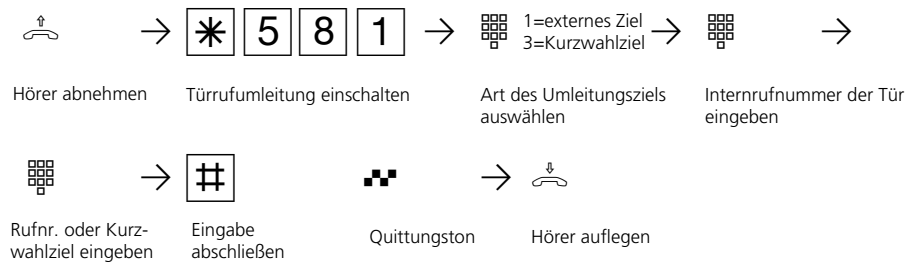 * 5 8 1
1=externes Ziel
3=Kurzwahlziel
Hörer abnehmen
Türrufumleitung einschalten
Art des Umleitungsziels
auswählen
Internrufnummer der Tür
eingeben
#
Rufnr. oder Kurz-
wahlziel eingeben
Eingabe
abschließen
Quittungston
Hörer auflegen